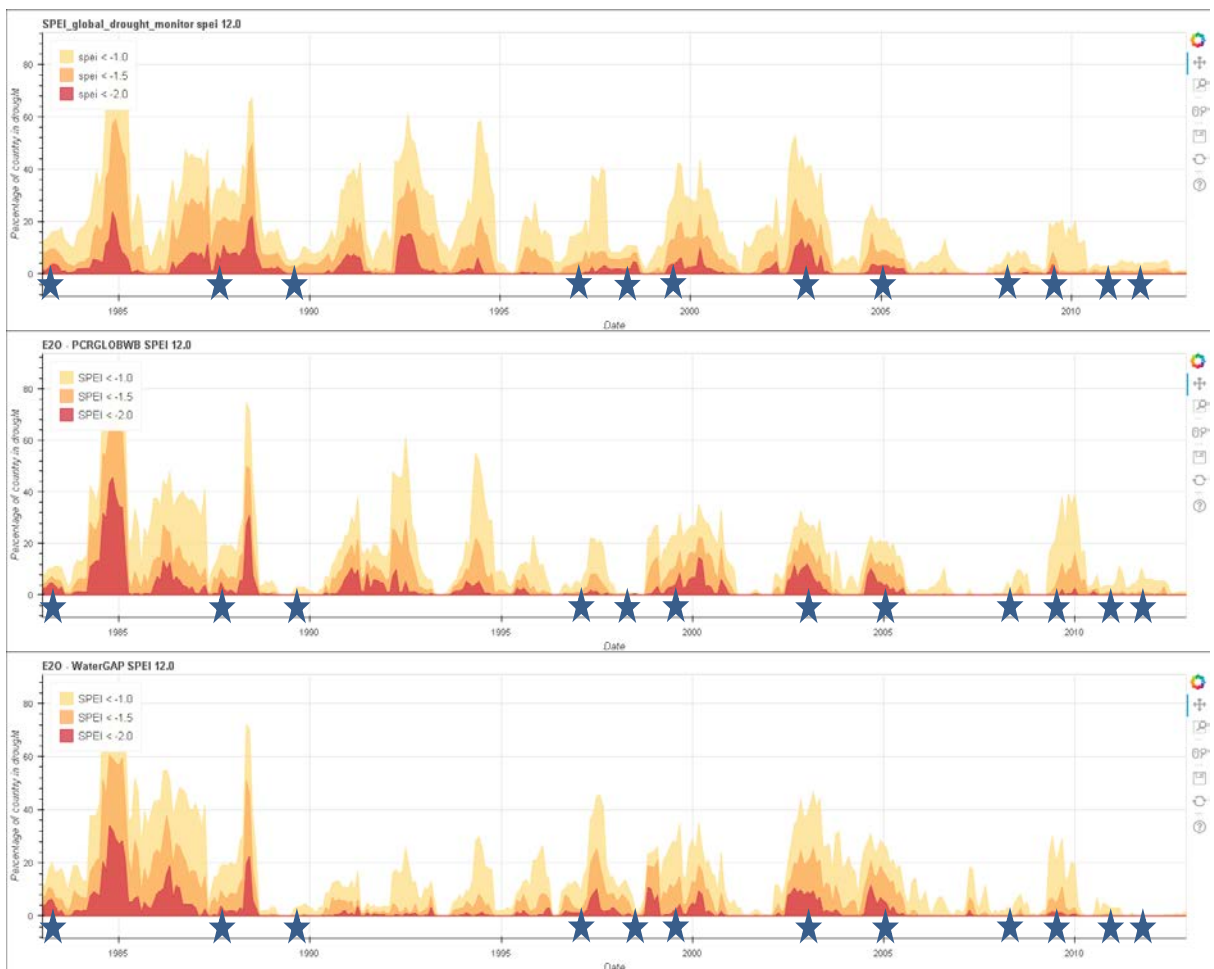 SPEI_global_drought_monitor spei 12.0
spei < -1.0
spei < -1.5
spei < -2.0
Percentage of country in drought
80
60
40
20
0
1985
1990
1995
2000
2005
2010
Date
E2O - PCRGLOBWB SPEI 12.0
SPEI < -1.0
SPEI < -1.5
SPEI < -2.0
Percentage of country in drought
80
60
40
20
0
1985
1990
1995
2000
2005
2010
Date
E2O - WaterGAP SPEI 12.0
SPEI < -1.0
SPEI < -1.5
SPEI < -2.0
Percentage of country in drought
80
60
40
20
0
1985
1990
1995
2000
2005
2010
Date